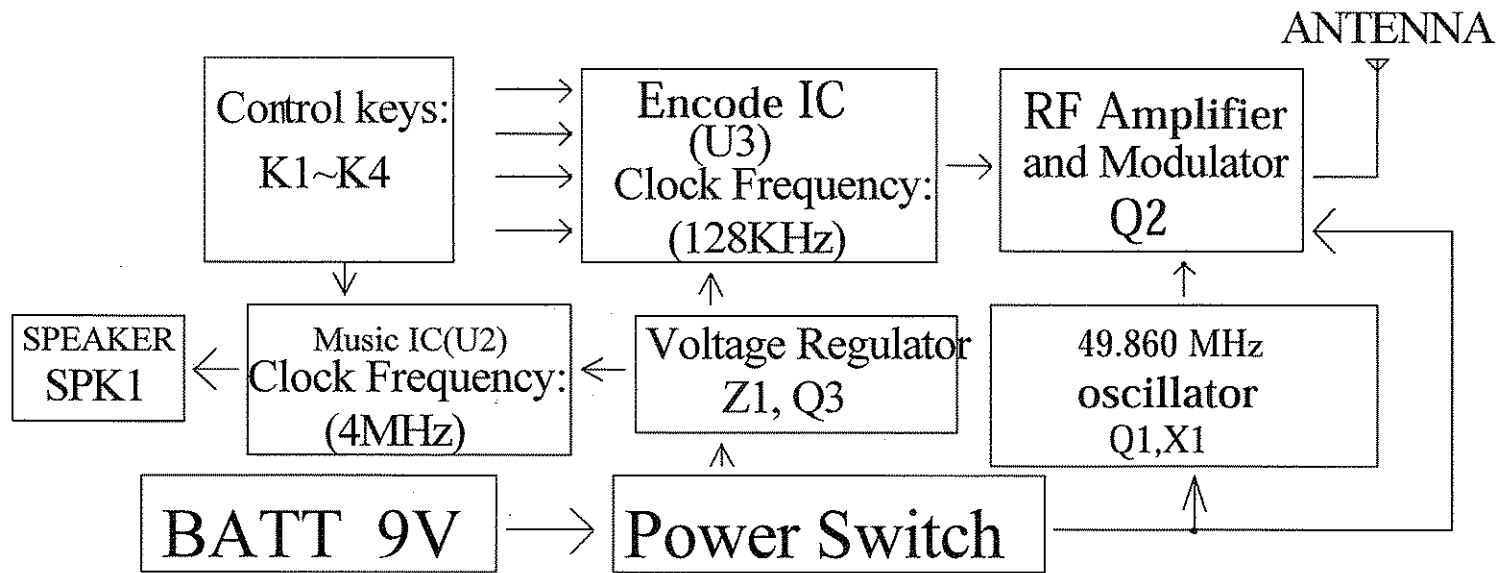 ANTENNA
Control keys:
K1~K4
Encode IC
(U3)
Clock Frequency:
(128KHz)
RF Amplifier
and Modulator
Q2
SPEAKER
SPK1
Music IC(U2)
Clock Frequency:
(4MHz)
Voltage Regulator
Z1, Q3
49.860 MHz
oscillator
Q1,X1
BATT 9V
Power Switch